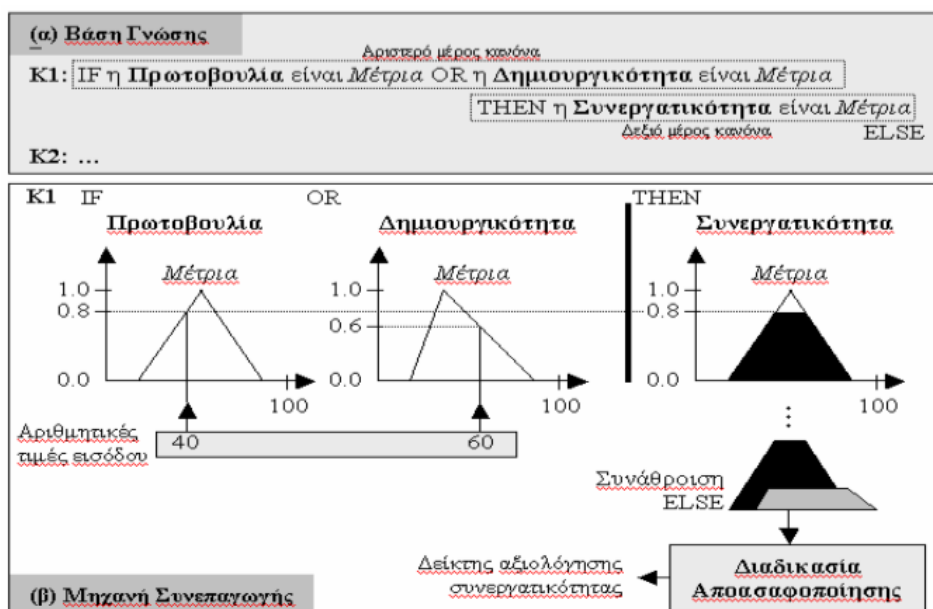 (α) Βάση Γνώσης
Αριστερό μέρος κανόνα
K1: IF η Πρωτοβουλία είναι Μέτρια OR η Δημιουργικότητα είναι Μέτρια
THEN η Συνεργατικότητα είναι Μέτρια
Δεξιό μέρος κανόνα ELSE
K2: ...
K1 IF OR THEN
Πρωτοβουλία Δημιουργικότητα Συνεργατικότητα
Μέτρια Μέτρια Μέτρια
1.0 1.0 1.0
0.8 0.6 0.8
0.0 0.0 0.0
100 100 100
Αριθμητικές
τιμές εισόδου
40 60
⋮
Συνάθροιση
ELSE
Δείκτης αξιολόγησης
συνεργατικότητας
Διαδικασία
Αποασαφοποίησης
(β) Μηχανή Συνεπαγωγής